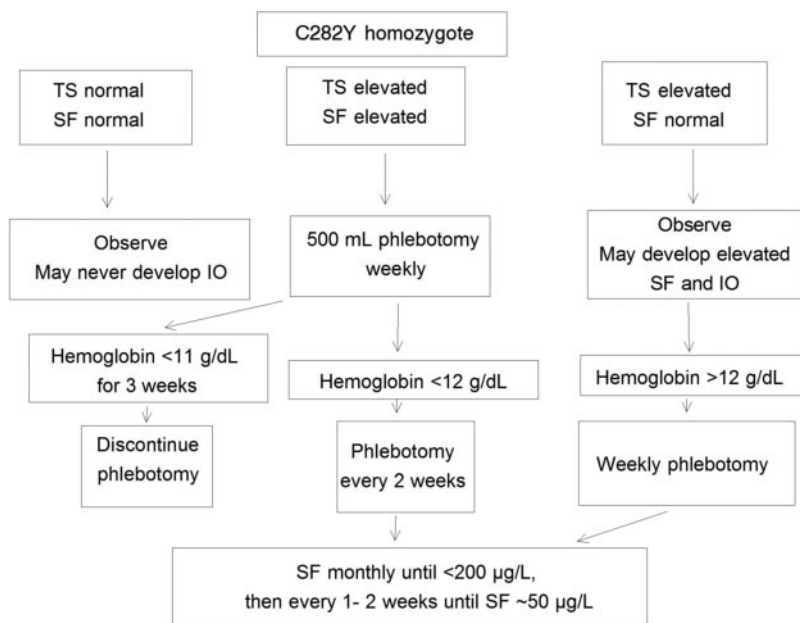 C282Y homozygote
TS normal
SF normal
TS elevated
SF elevated
TS elevated
SF normal
Observe
May never develop IO
500 mL phlebotomy
weekly
Observe
May develop elevated
SF and IO
Hemoglobin <11 g/dL
for 3 weeks
Hemoglobin <12 g/dL
Hemoglobin >12 g/dL
Discontinue
phlebotomy
Phlebotomy
every 2 weeks
Weekly phlebotomy
SF monthly until <200 µg/L,
then every 1- 2 weeks until SF ~50 µg/L